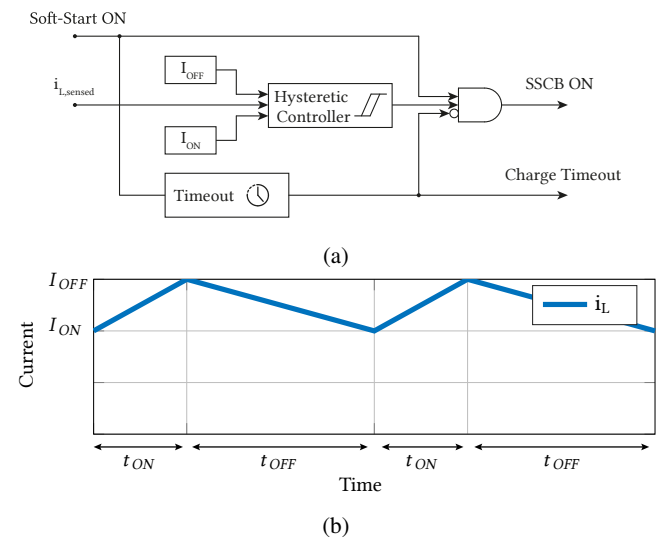 Soft-Start ON
I_OFF
i_L,sensed
SSCB ON
Hysteretic
Controller
I_ON
Charge Timeout
Timeout
(a)
I_OFF
i_L
I_ON
Current
t_ON t_OFF t_ON t_OFF
Time
(b)